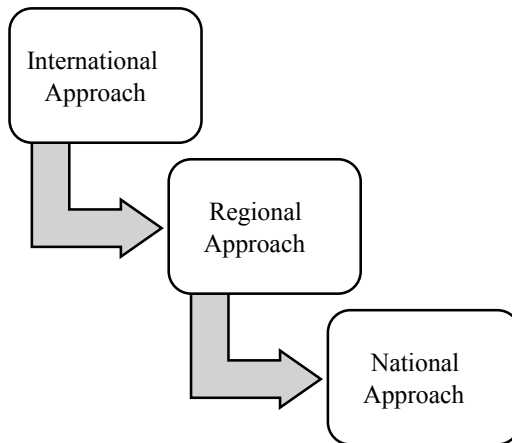 International
Approach
Regional
Approach
National
Approach